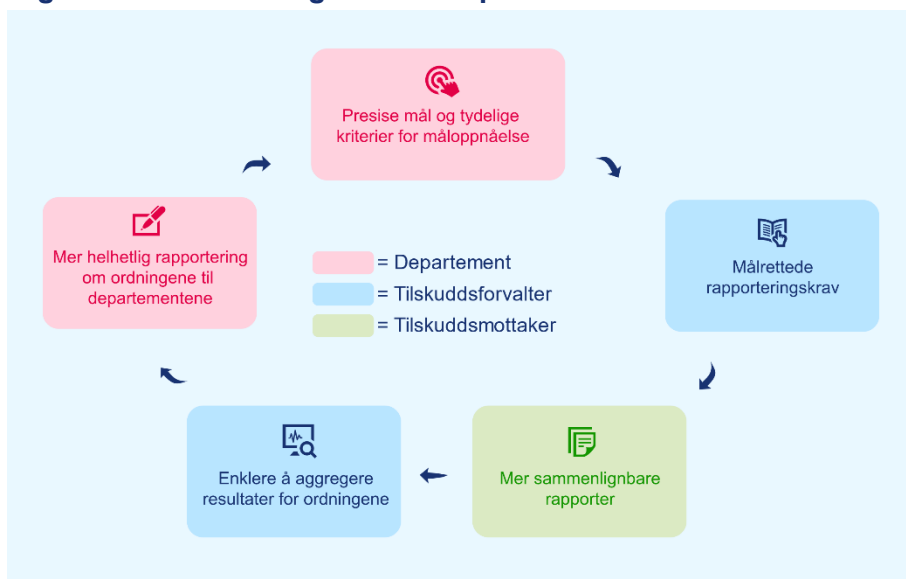 Presise mål og tydelige
kriterier for måloppnåelse
Målrettede
rapporteringskrav
Mer sammenlignbare
rapporter
Enklere å aggregere
resultater for ordningene
Mer helhetlig rapportering
om ordningene til
departementene
= Departement
= Tilskuddsforvalter
= Tilskuddsmottaker